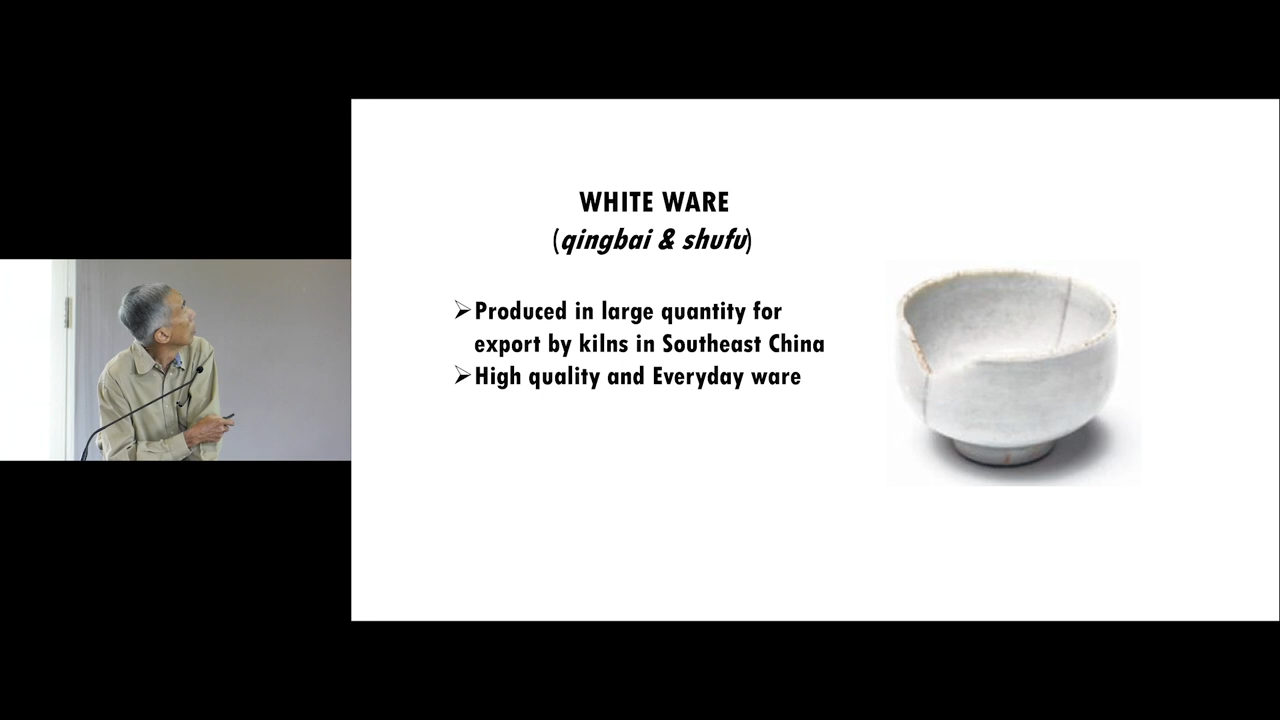 WHITE WARE
(qingbai & shufu)
➢Produced in large quantity for
export by kilns in Southeast China
➢High quality and Everyday ware